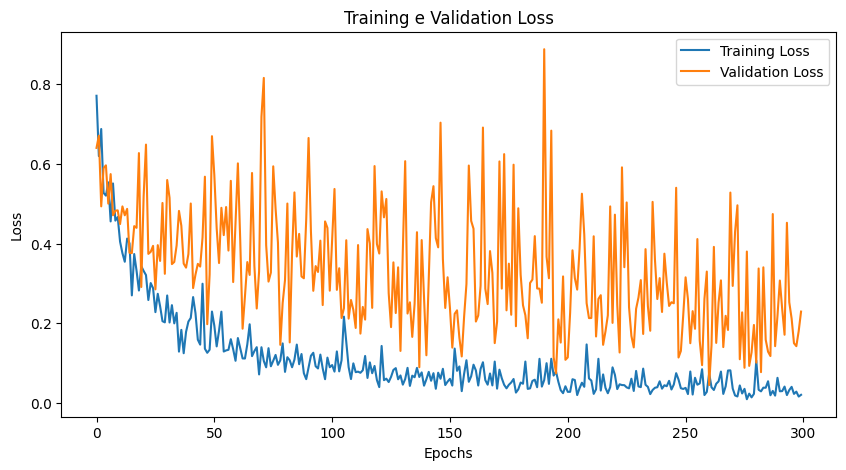 Training e Validation Loss
Training Loss
Validation Loss
Loss
0.8
0.6
0.4
0.2
0.0
0 50 100 150 200 250 300
Epochs